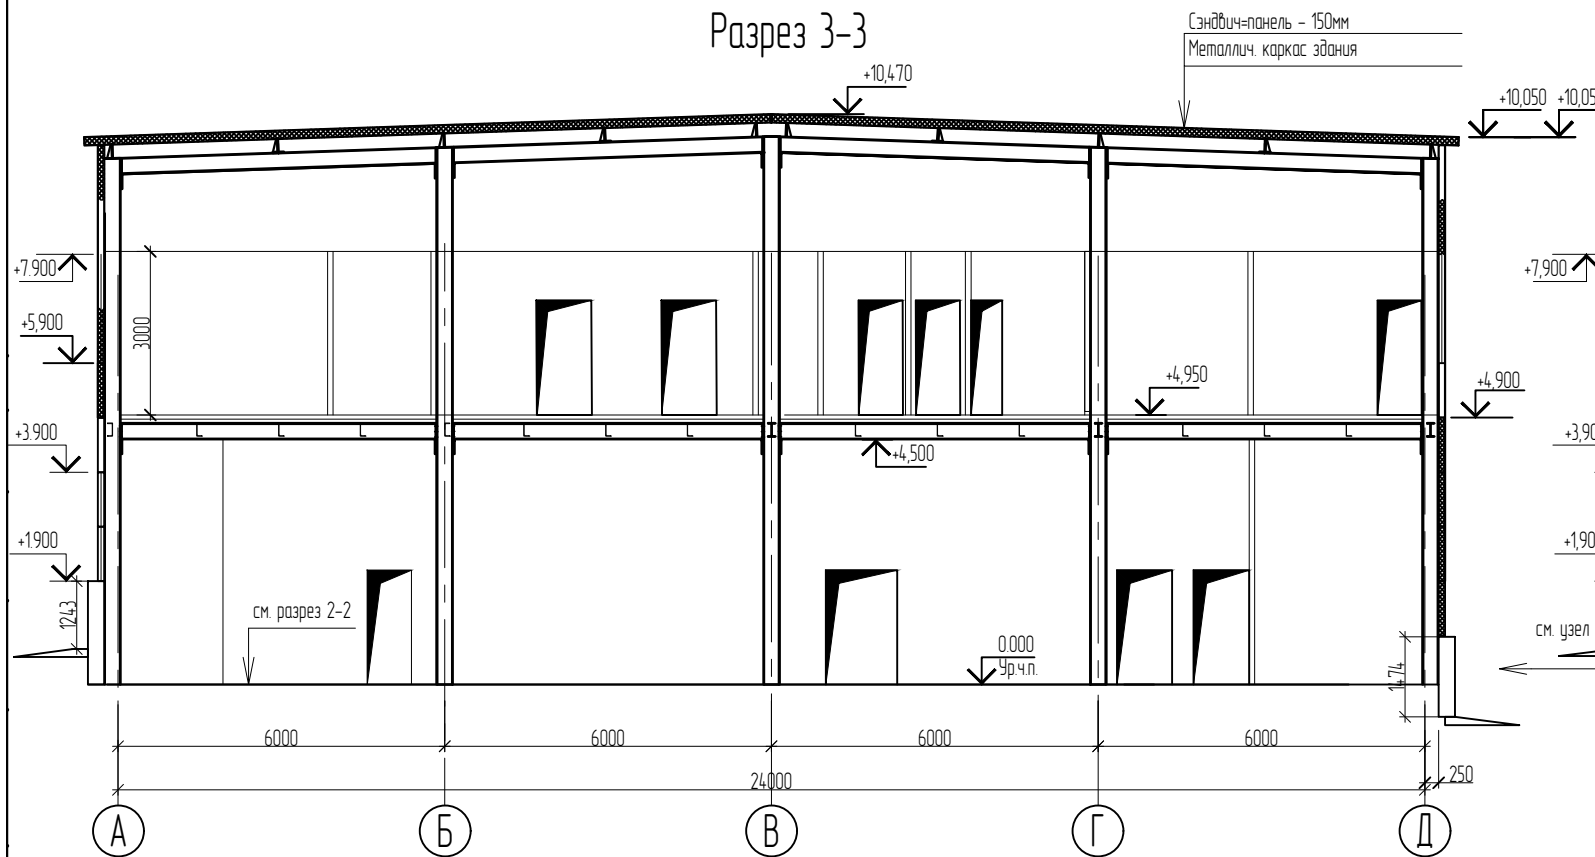 Разрез 3-3
Сэндвич=панель - 150мм
Металлич. каркас здания
+10,470
+10,050
+10,05
+7.900
+7,900
3000
+5,900
+4,950
+4,900
+3.900
+3,90
+4,500
+1.900
+1,90
1243
см. разрез 2-2
0.000
Ур.ч.п.
см. узел
1474
6000
6000
6000
6000
24000
250
А
Б
В
Г
Д